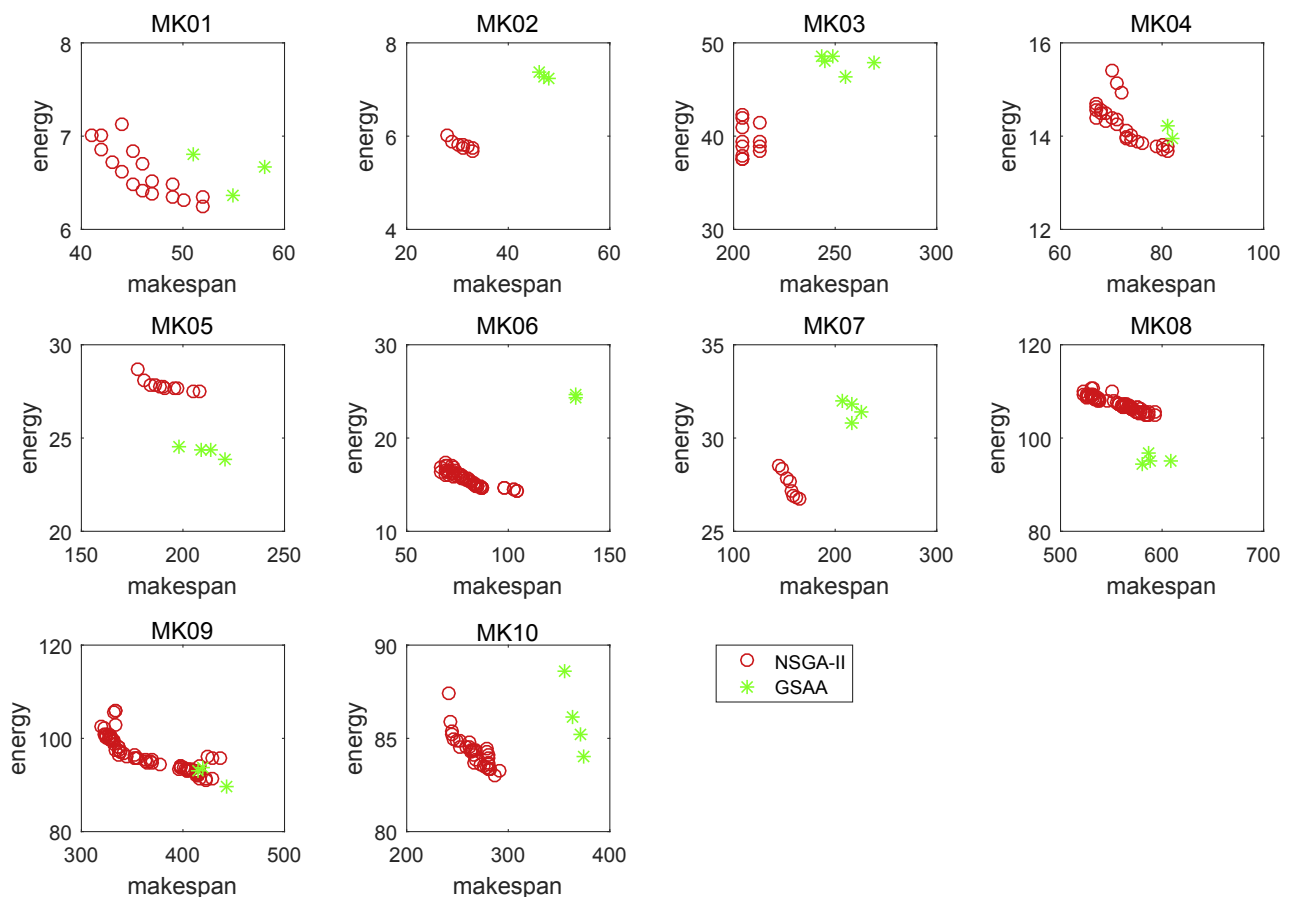 MK01
MK02
MK03
MK04
8
7
6
40
50
60
energy
makespan
8
6
4
20
40
60
energy
makespan
50
40
30
200
250
300
energy
makespan
16
14
12
60
80
100
energy
makespan
MK05
MK06
MK07
MK08
30
25
20
150
200
250
energy
makespan
30
20
10
50
100
150
energy
makespan
35
30
25
100
200
300
energy
makespan
120
100
80
500
600
700
energy
makespan
MK09
MK10
120
100
80
300
400
500
energy
makespan
90
85
80
200
300
400
energy
makespan
NSGA-II
GSAA